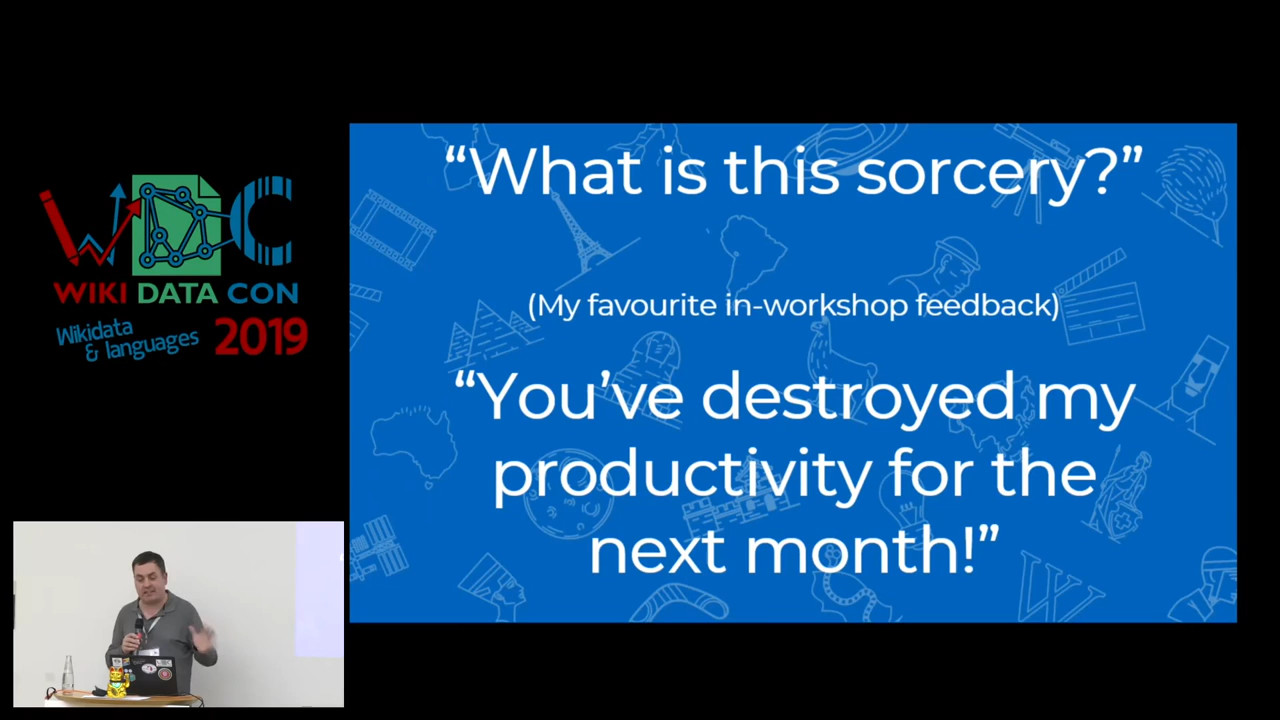 WDC
WIKI DATA CON
Wikidata
& languages
2019
“What is this sorcery?”
(My favourite in-workshop feedback)
“You’ve destroyed my
productivity for the
next month!”
W